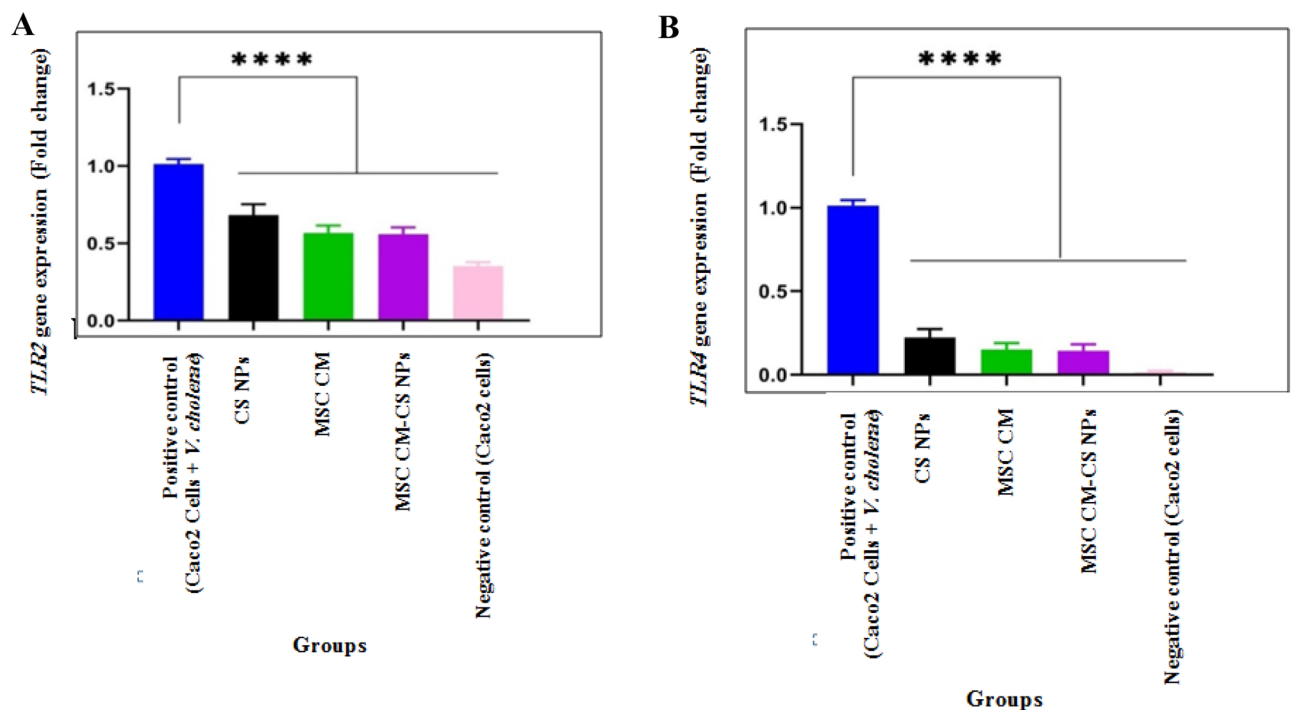 A
TLR2 gene expression (Fold change)
****
1.5
1.0
0.5
0.0
Positive control
(Caco2 Cells + V. cholerae)
CS NPs
MSC CM
MSC CM-CS NPs
Negative control (Caco2 cells)
Groups
B
TLR4 gene expression (Fold change)
****
1.5
1.0
0.5
0.0
Positive control
(Caco2 Cells + V. cholerae)
CS NPs
MSC CM
MSC CM-CS NPs
Negative control (Caco2 cells)
Groups